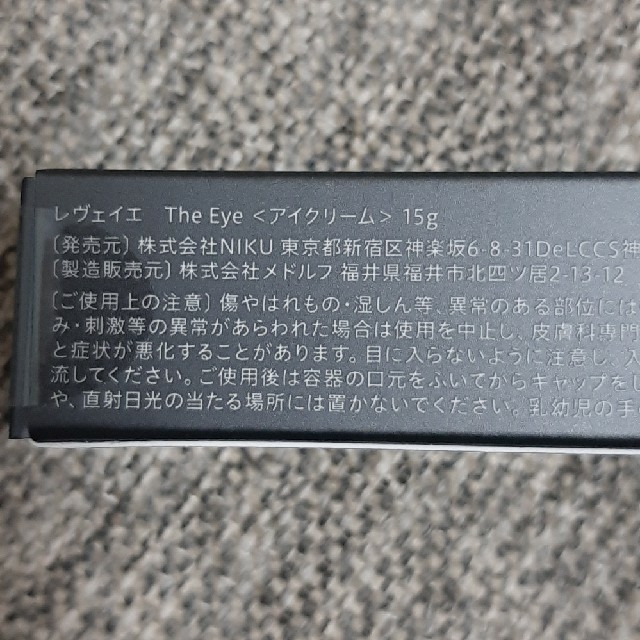 レヴェイエ　The Eye＜アイクリーム＞ 15g
〔発売元〕株式会社NIKU 東京都新宿区神楽坂6-8-31DeLCCS神
〔製造販売元〕株式会社メドルフ 福井県福井市北四ツ居2-13-12
〔ご使用上の注意〕傷やはれもの・湿しん等、異常のある部位には
み・刺激等の異常があらわれた場合は使用を中止し、皮膚科専門
と症状が悪化することがあります。目に入らないように注意し、入
流してください。ご使用後は容器の口元をふいてからキャップを
や、直射日光の当たる場所には置かないでください。乳幼児の手